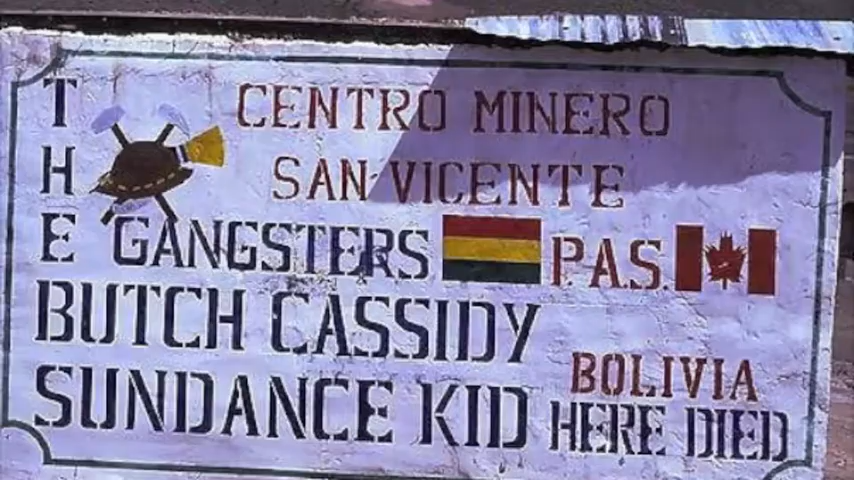 CENTRO MINERO
SAN VICENTE
THE GANGSTERS P.A.S.
BUTCH CASSIDY
SUNDANCE KID
BOLIVIA
HERE DIED